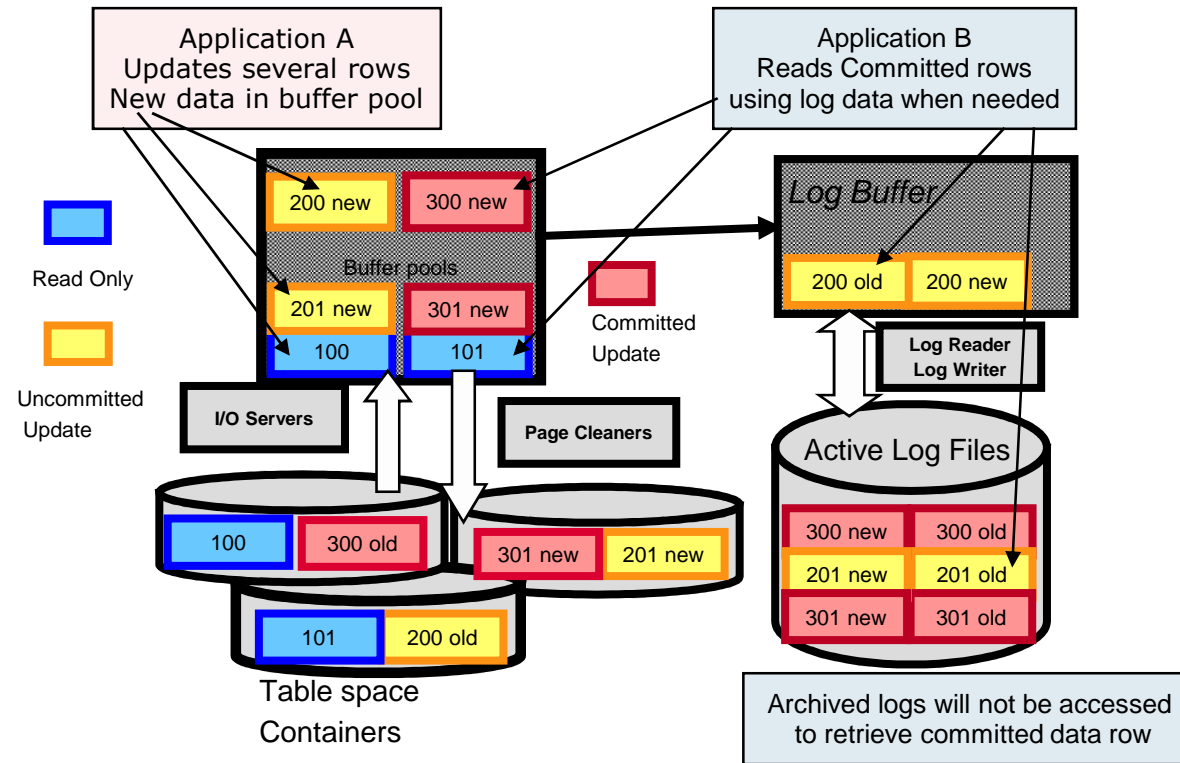 Application A
Updates several rows
New data in buffer pool
Application B
Reads Committed rows
using log data when needed
Read Only
Uncommitted
Update
200 new
300 new
Buffer pools
201 new
301 new
100
101
Committed
Update
Log Buffer
200 old
200 new
Log Reader
Log Writer
I/O Servers
Page Cleaners
Active Log Files
300 new
300 old
201 new
201 old
301 new
301 old
100
300 old
301 new
201 new
101
200 old
Table space
Containers
Archived logs will not be accessed
to retrieve committed data row